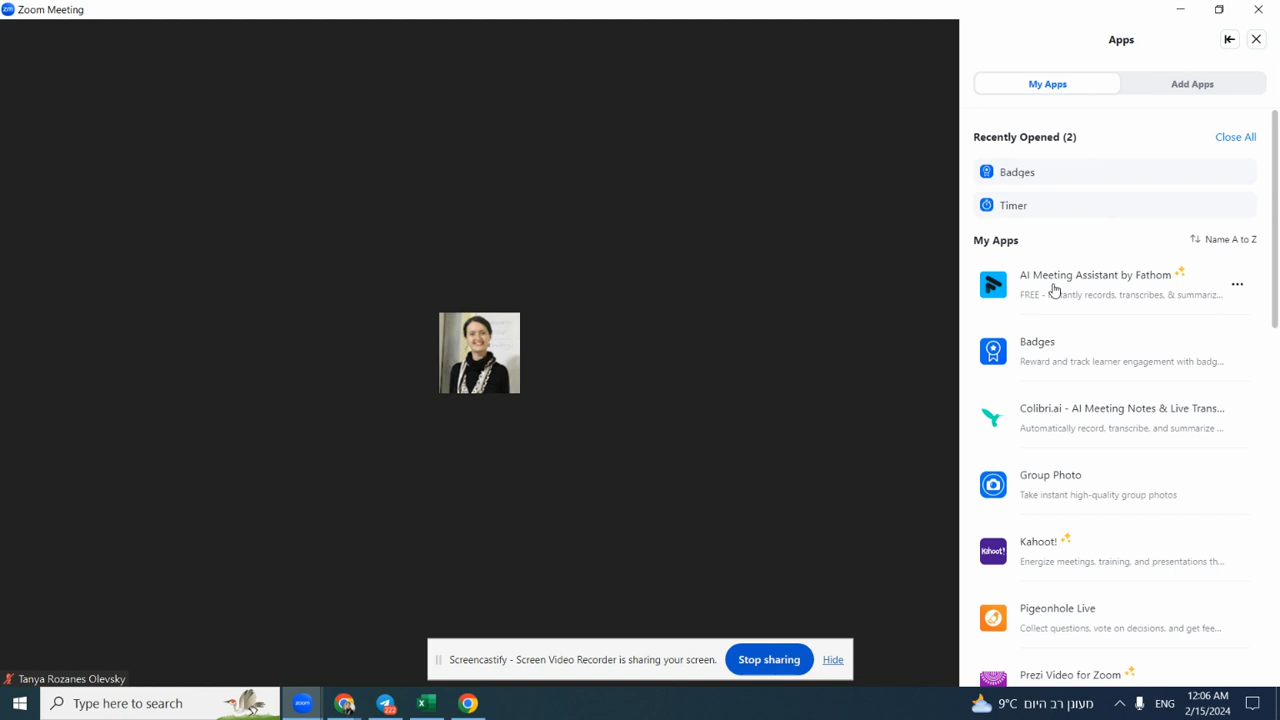 Zoom Meeting
Apps
My Apps
Add Apps
Recently Opened (2)
Close All
Badges
Timer
My Apps
Name A to Z
AI Meeting Assistant by Fathom
FREE - antly records, transcribes, & summariz...
Badges
Reward and track learner engagement with badg...
Colibri.ai - AI Meeting Notes & Live Trans...
Automatically record, transcribe, and summarize ...
Group Photo
Take instant high-quality group photos
Kahoot!
Kahoot!
Energize meetings, training, and presentations th...
Pigeonhole Live
Collect questions, vote on decisions, and get fee...
Prezi Video for Zoom
Screencastify - Screen Video Recorder is sharing your screen.
Stop sharing
Hide
Tanya Rozanes Olevsky
Type here to search
222
9°C מעונן רב היום
ENG
12:06 AM
2/15/2024